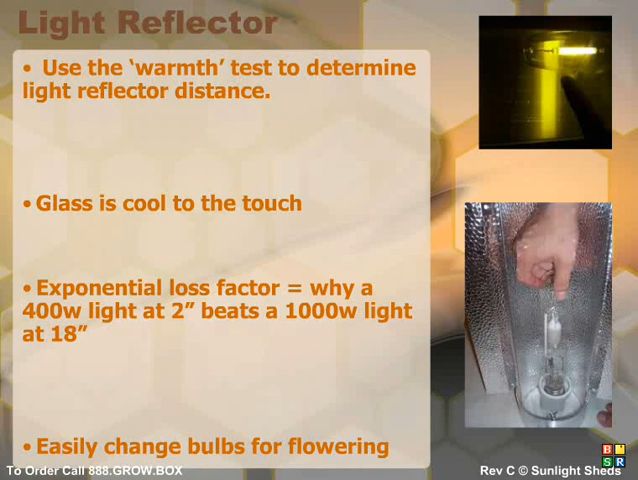 Light Reflector
• Use the ‘warmth’ test to determine
light reflector distance.
• Glass is cool to the touch
• Exponential loss factor = why a
400w light at 2” beats a 1000w light
at 18”
• Easily change bulbs for flowering
To Order Call 888.GROW.BOX
Rev C © Sunlight Sheds
B M
S R